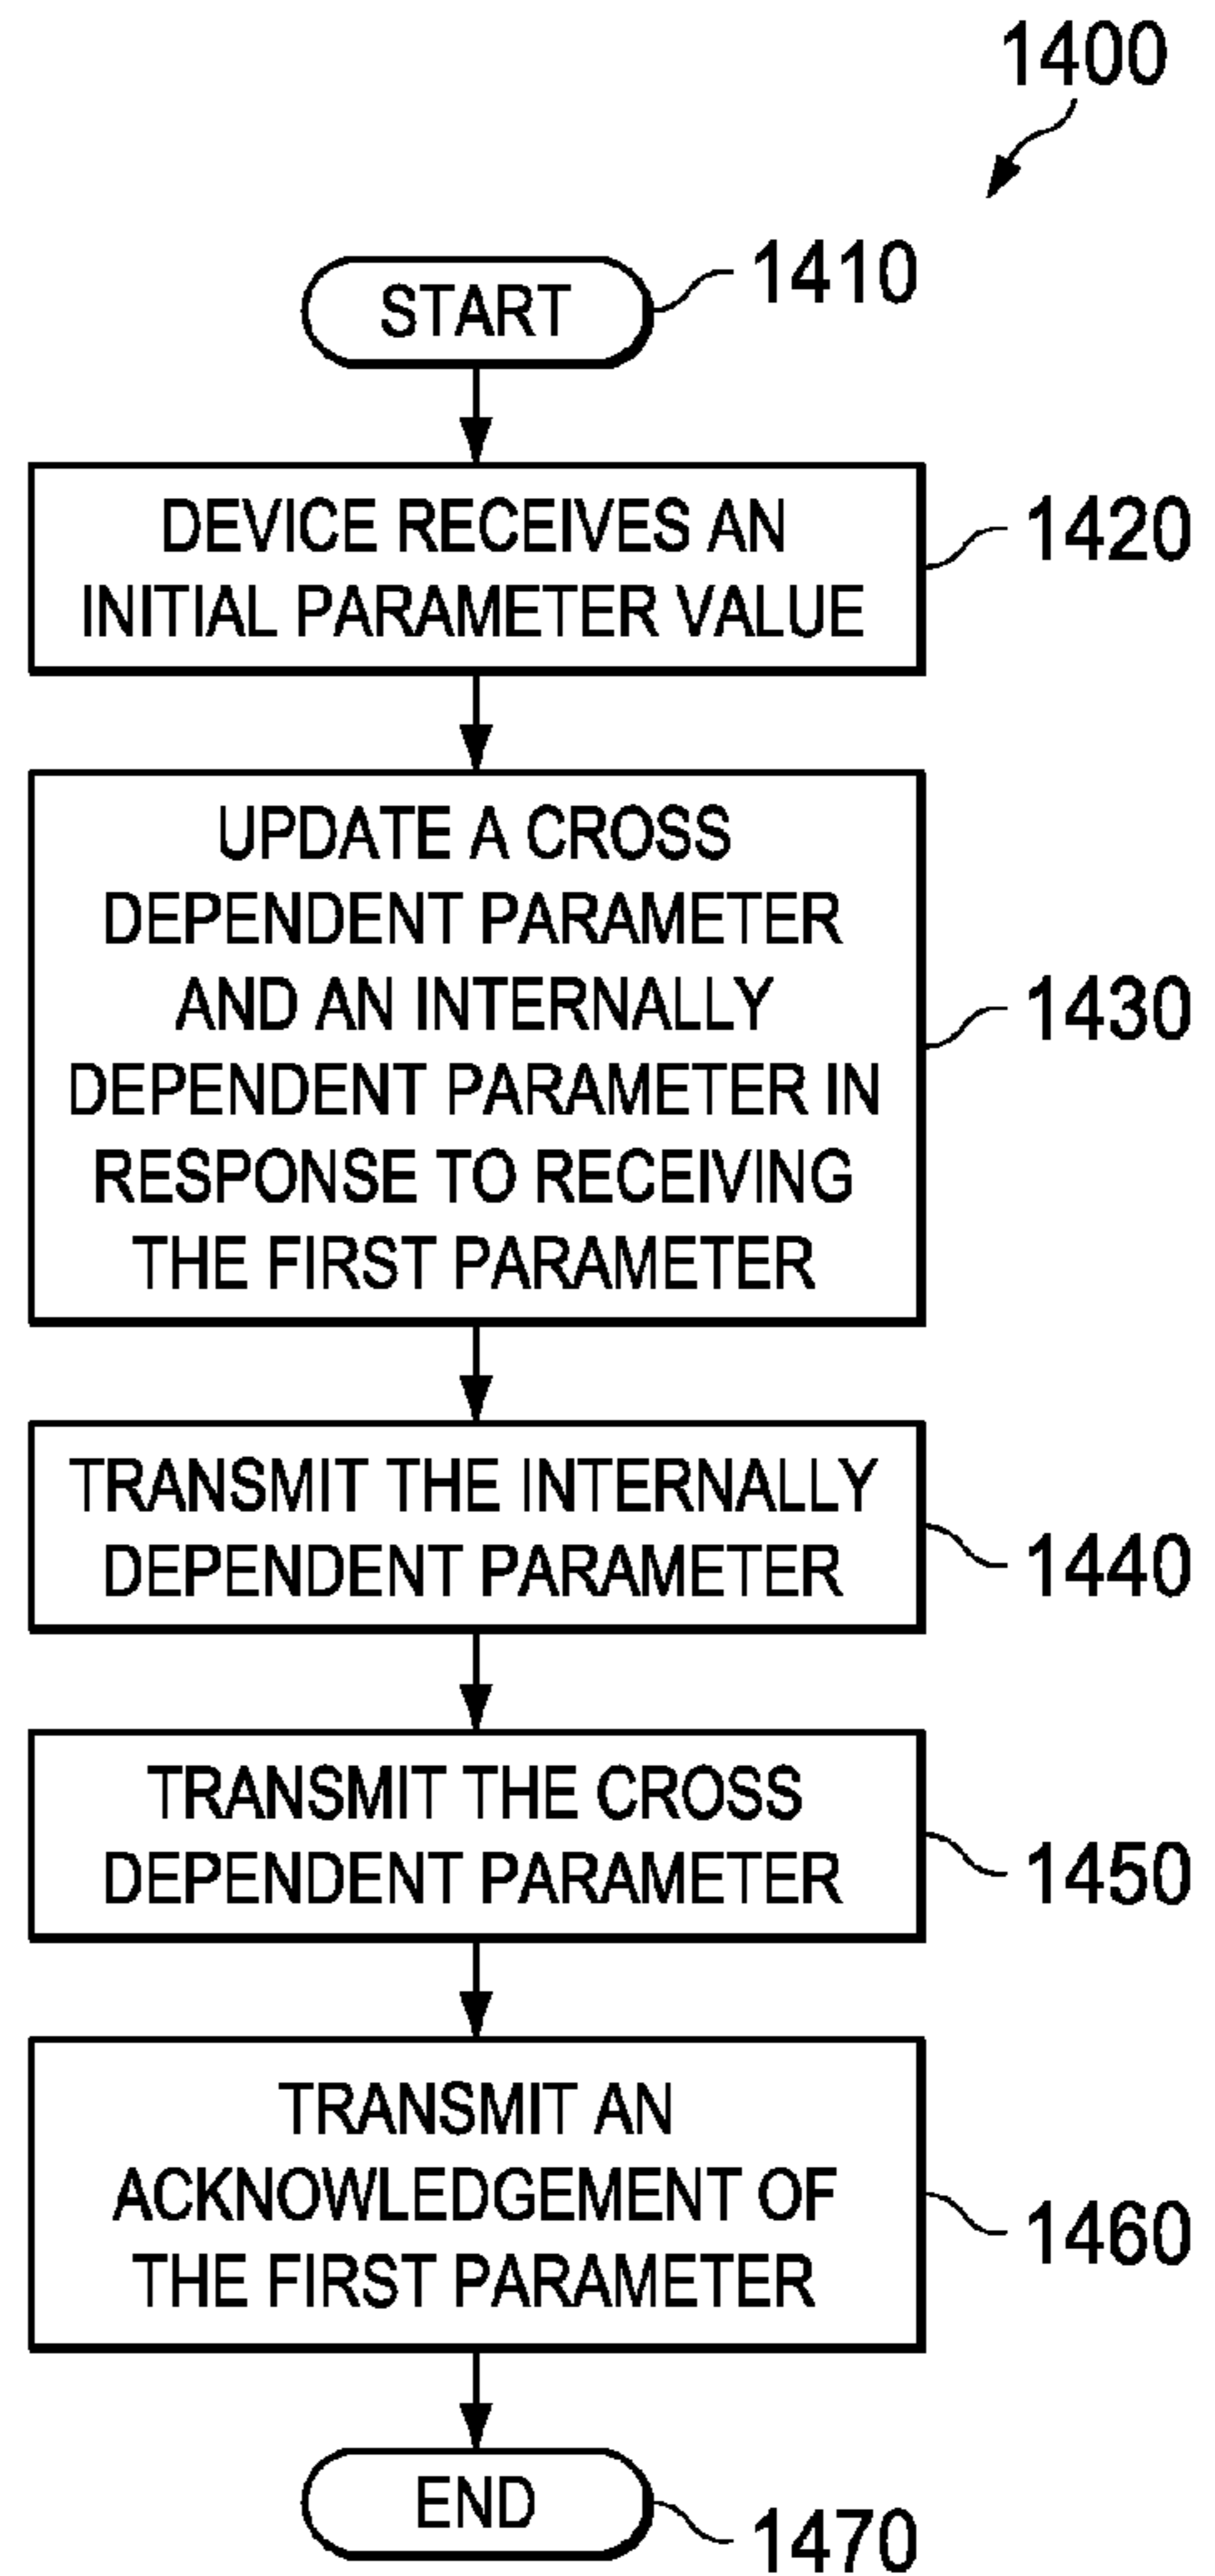 1400
START
1410
DEVICE RECEIVES AN
INITIAL PARAMETER VALUE
1420
UPDATE A CROSS
DEPENDENT PARAMETER
AND AN INTERNALLY
DEPENDENT PARAMETER IN
RESPONSE TO RECEIVING
THE FIRST PARAMETER
1430
TRANSMIT THE INTERNALLY
DEPENDENT PARAMETER
1440
TRANSMIT THE CROSS
DEPENDENT PARAMETER
1450
TRANSMIT AN
ACKNOWLEDGEMENT OF
THE FIRST PARAMETER
1460
END
1470